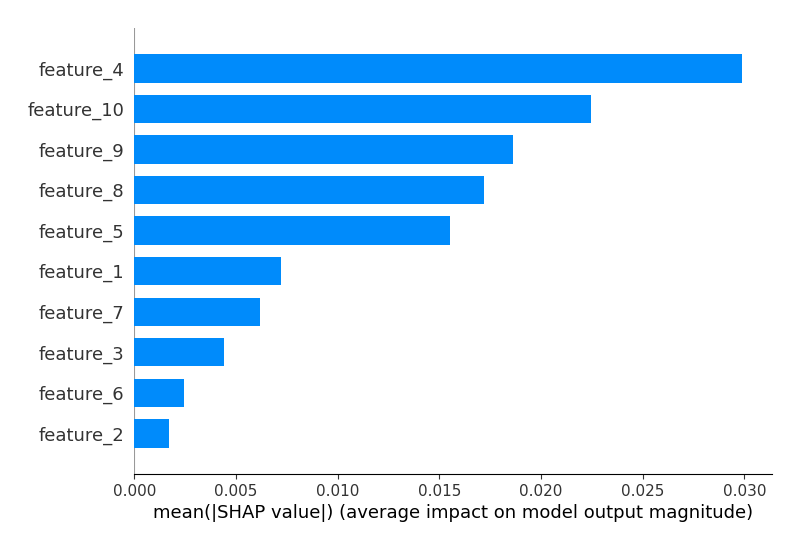 feature_4
feature_10
feature_9
feature_8
feature_5
feature_1
feature_7
feature_3
feature_6
feature_2
0.000 0.005 0.010 0.015 0.020 0.025 0.030
mean(|SHAP value|) (average impact on model output magnitude)